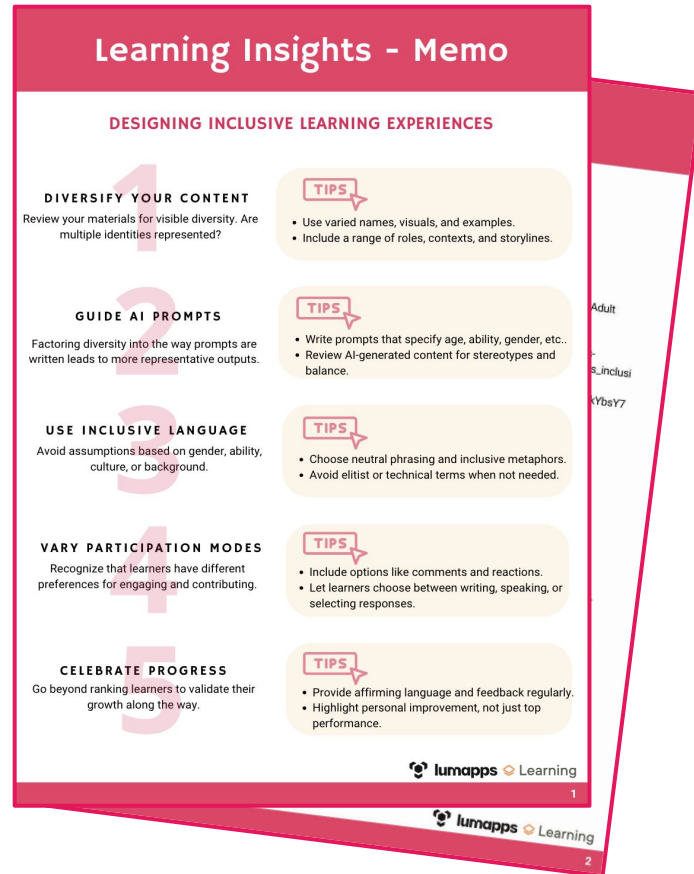 Learning Insights - Memo
DESIGNING INCLUSIVE LEARNING EXPERIENCES
1
DIVERSIFY YOUR CONTENT
Review your materials for visible diversity. Are
multiple identities represented?
TIPS
• Use varied names, visuals, and examples.
• Include a range of roles, contexts, and storylines.
2
GUIDE AI PROMPTS
Factoring diversity into the way prompts are
written leads to more representative outputs.
TIPS
• Write prompts that specify age, ability, gender, etc..
• Review AI-generated content for stereotypes and
balance.
3
USE INCLUSIVE LANGUAGE
Avoid assumptions based on gender, ability,
culture, or background.
TIPS
• Choose neutral phrasing and inclusive metaphors.
• Avoid elitist or technical terms when not needed.
4
VARY PARTICIPATION MODES
Recognize that learners have different
preferences for engaging and contributing.
TIPS
• Include options like comments and reactions.
• Let learners choose between writing, speaking, or
selecting responses.
5
CELEBRATE PROGRESS
Go beyond ranking learners to validate their
growth along the way.
TIPS
• Provide affirming language and feedback regularly.
• Highlight personal improvement, not just top
performance.
lumapps Learning
1
Adult
s_inclusi
kYbsY7
lumapps Learning
2